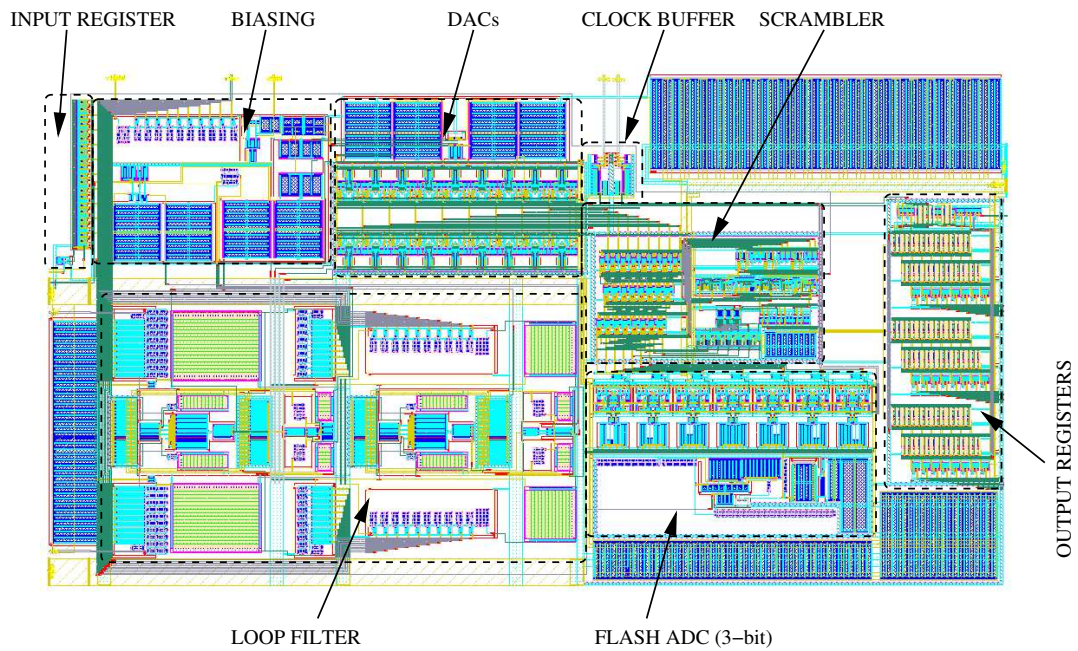 INPUT REGISTER
BIASING
DACs
CLOCK BUFFER
SCRAMBLER
OUTPUT REGISTERS
LOOP FILTER
FLASH ADC (3−bit)